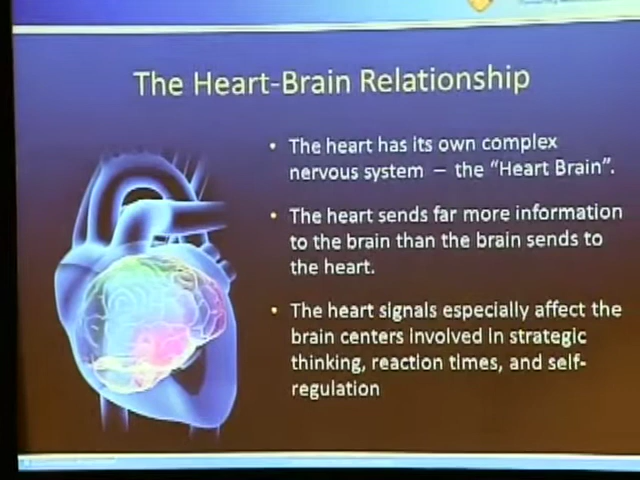 The Heart-Brain Relationship
• The heart has its own complex
nervous system – the "Heart Brain".
• The heart sends far more information
to the brain than the brain sends to
the heart.
• The heart signals especially affect the
brain centers involved in strategic
thinking, reaction times, and self-
regulation